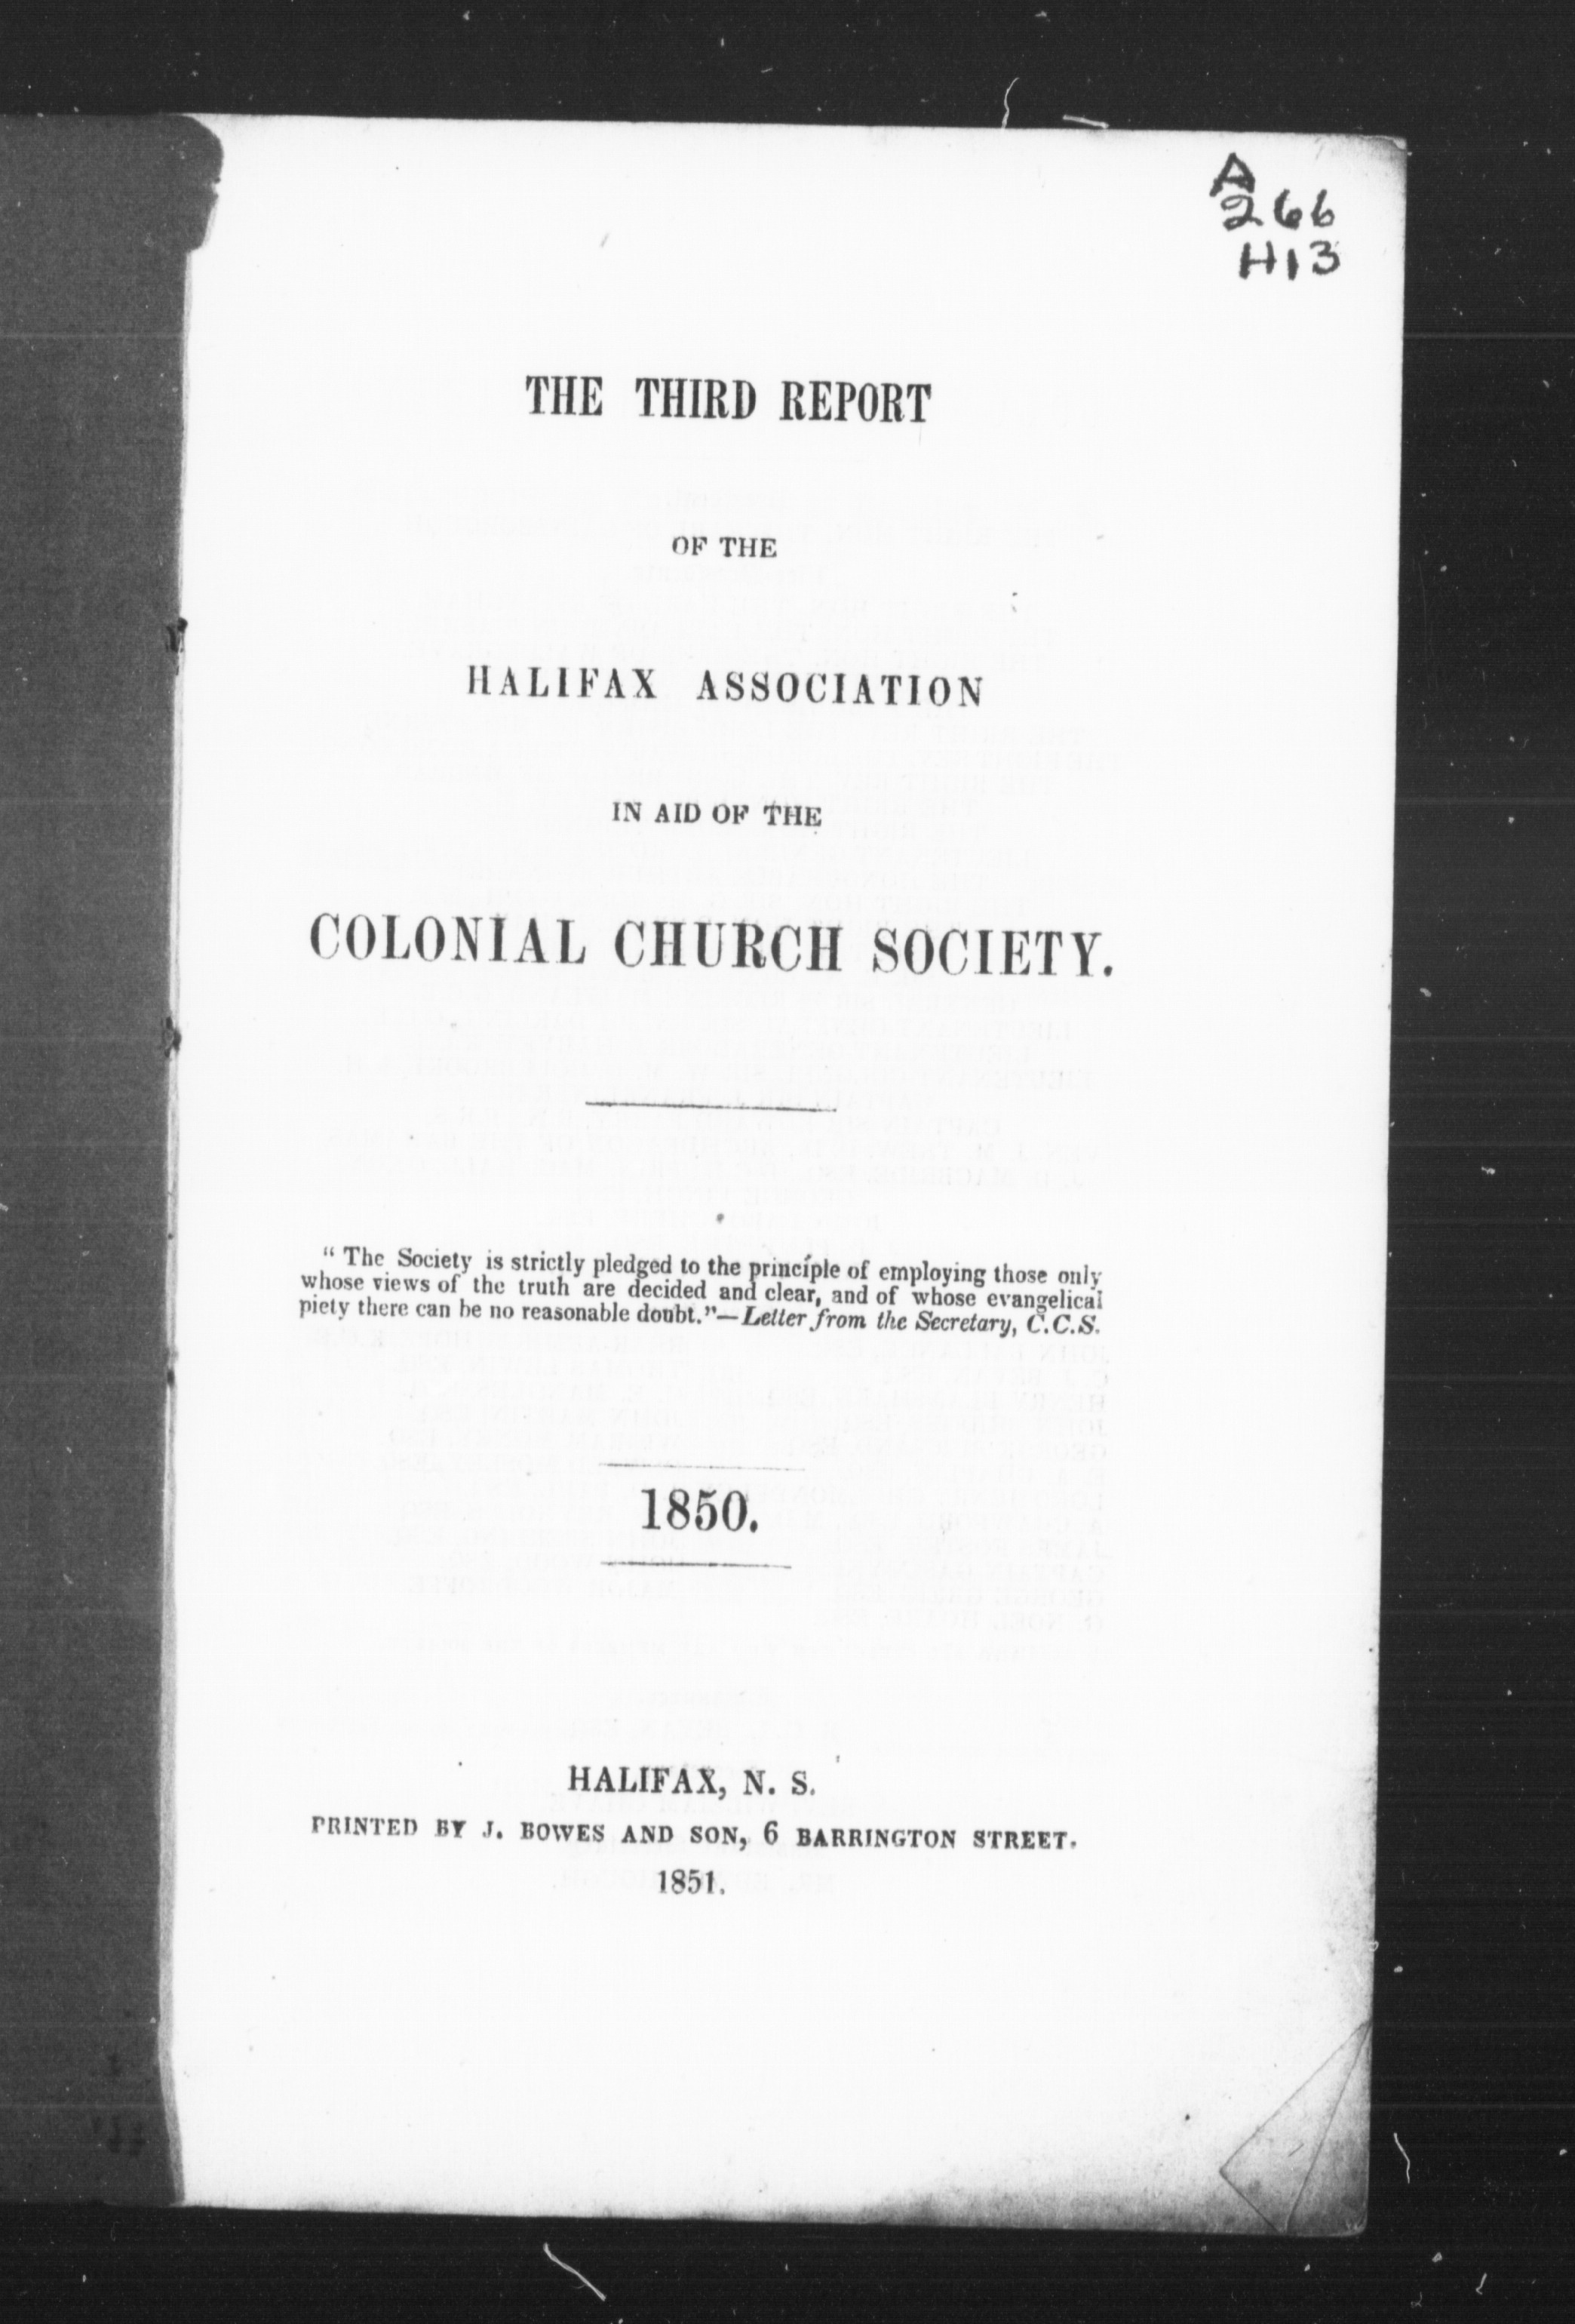 A
266
H13
THE THIRD REPORT
OF THE
HALIFAX ASSOCIATION
IN AID OF THE
COLONIAL CHURCH SOCIETY.
“ The Society is strictly pledged to the principle of employing those only
whose views of the truth are decided and clear, and of whose evangelical
piety there can be no reasonable doubt.”—Letter from the Secretary, C.C.S.
1850.
HALIFAX, N. S.
PRINTED BY J. BOWES AND SON, 6 BARRINGTON STREET.
1851.